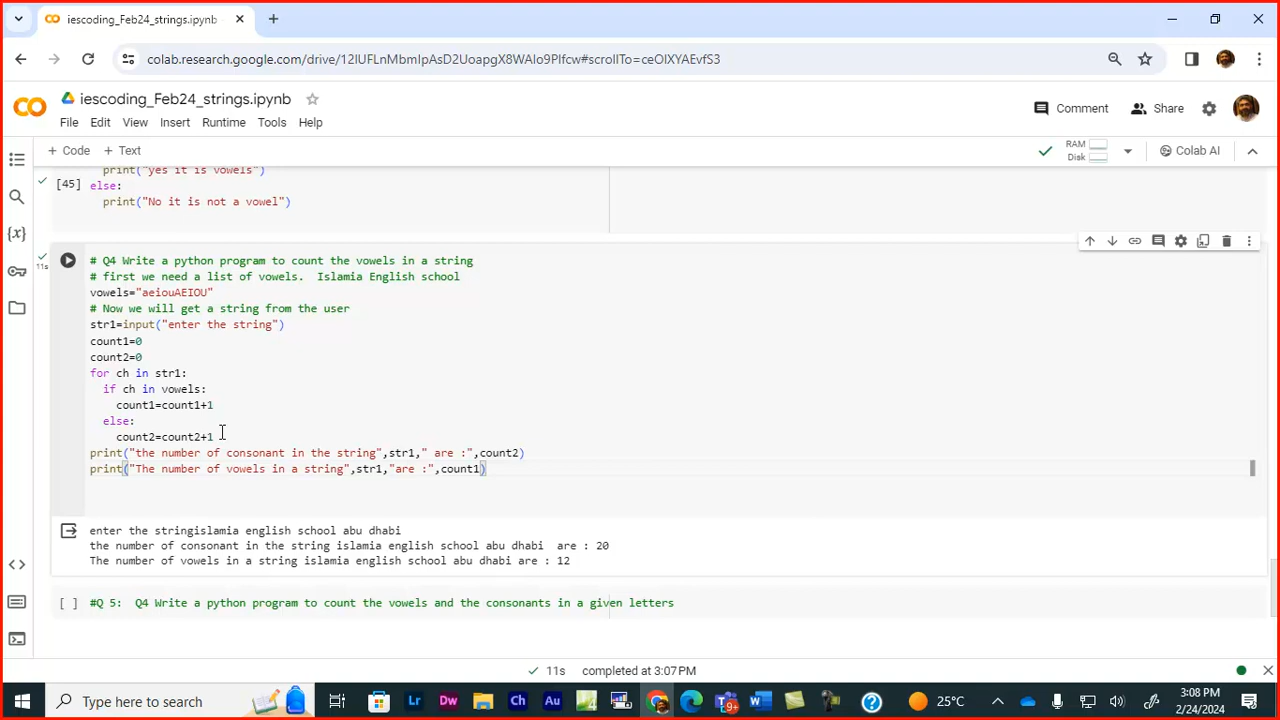 iescoding_Feb24_strings.ipynb
colab.research.google.com/drive/12IUFLnMbmIpAsD2UoapgX8WAIo9PIfcw#scrollTo=ceOIXYAEvfS3
iescoding_Feb24_strings.ipynb
Comment Share
File Edit View Insert Runtime Tools Help
+ Code + Text RAM Disk Colab AI
print("yes it is vowels")
[45] else:
print("No it is not a vowel")
# Q4 Write a python program to count the vowels in a string
11s # first we need a list of vowels. Islamia English school
vowels="aeiouAEIOU"
# Now we will get a string from the user
str1=input("enter the string")
count1=0
count2=0
for ch in str1:
if ch in vowels:
count1=count1+1
else:
count2=count2+1
print("the number of consonant in the string",str1," are :",count2)
print("The number of vowels in a string",str1,"are :",count1)
enter the stringislamia english school abu dhabi
the number of consonant in the string islamia english school abu dhabi  are : 20
The number of vowels in a string islamia english school abu dhabi are : 12
[ ] #Q 5:  Q4 Write a python program to count the vowels and the consonants in a given letters
11s completed at 3:07 PM
Type here to search Lr Dw Ch Au 9+ 25°C 3:08 PM
2/24/2024